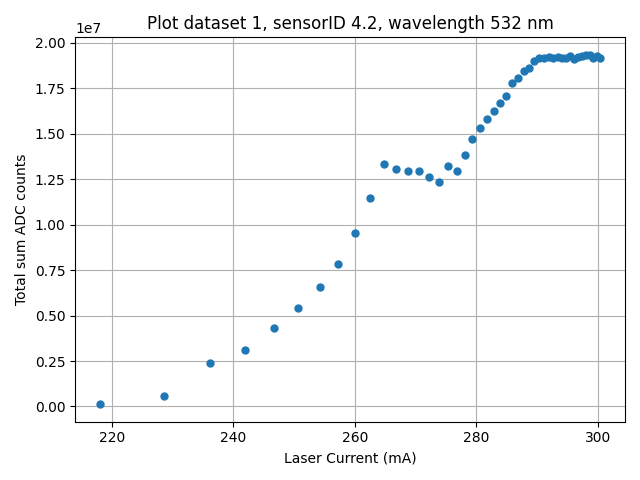 Plot dataset 1, sensorID 4.2, wavelength 532 nm
1e7
2.00
1.75
1.50
1.25
1.00
0.75
0.50
0.25
0.00
Total sum ADC counts
220 240 260 280 300
Laser Current (mA)